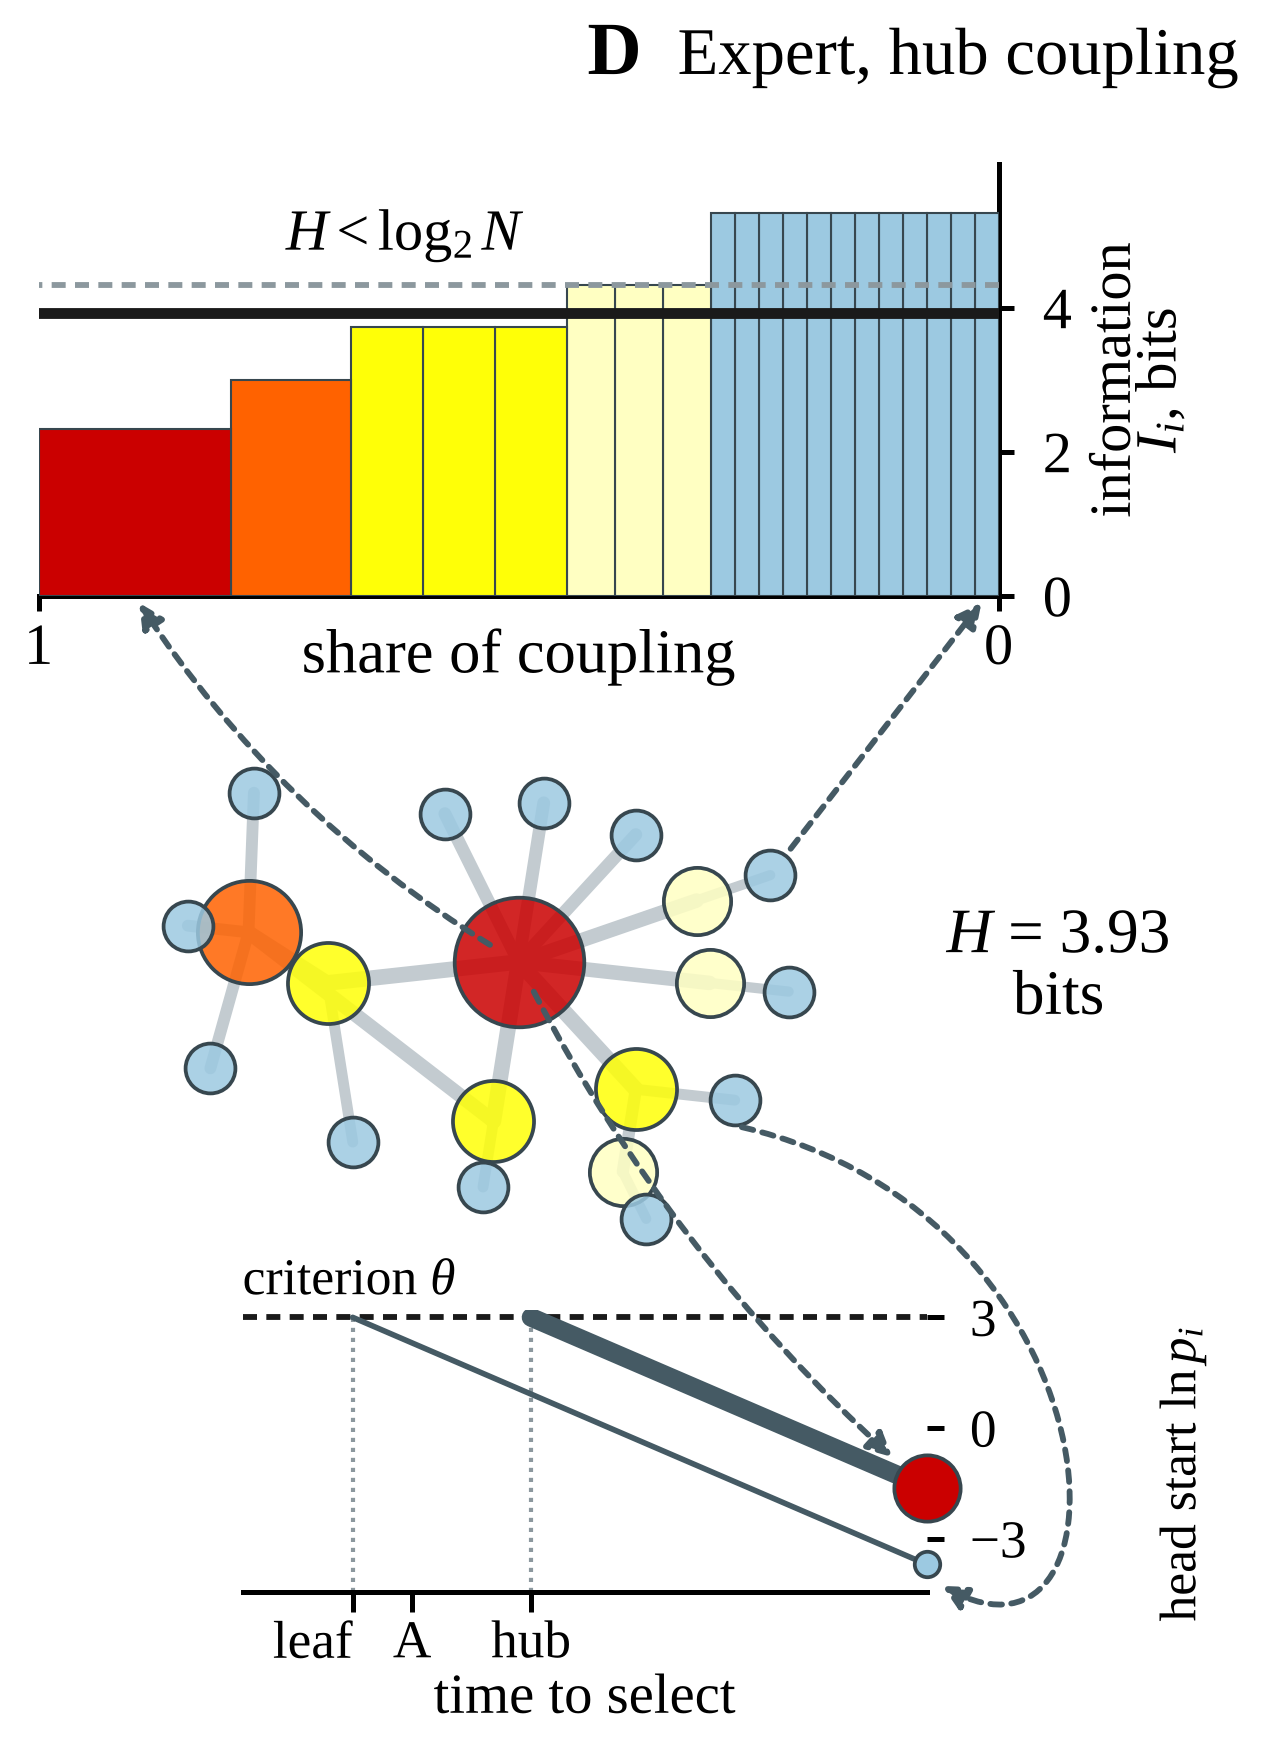 D Expert, hub coupling
H < log₂ N
4
2
0
information
Iᵢ, bits
1
0
share of coupling
H = 3.93
bits
criterion θ
3
0
−3
head start ln pᵢ
leaf A hub
time to select